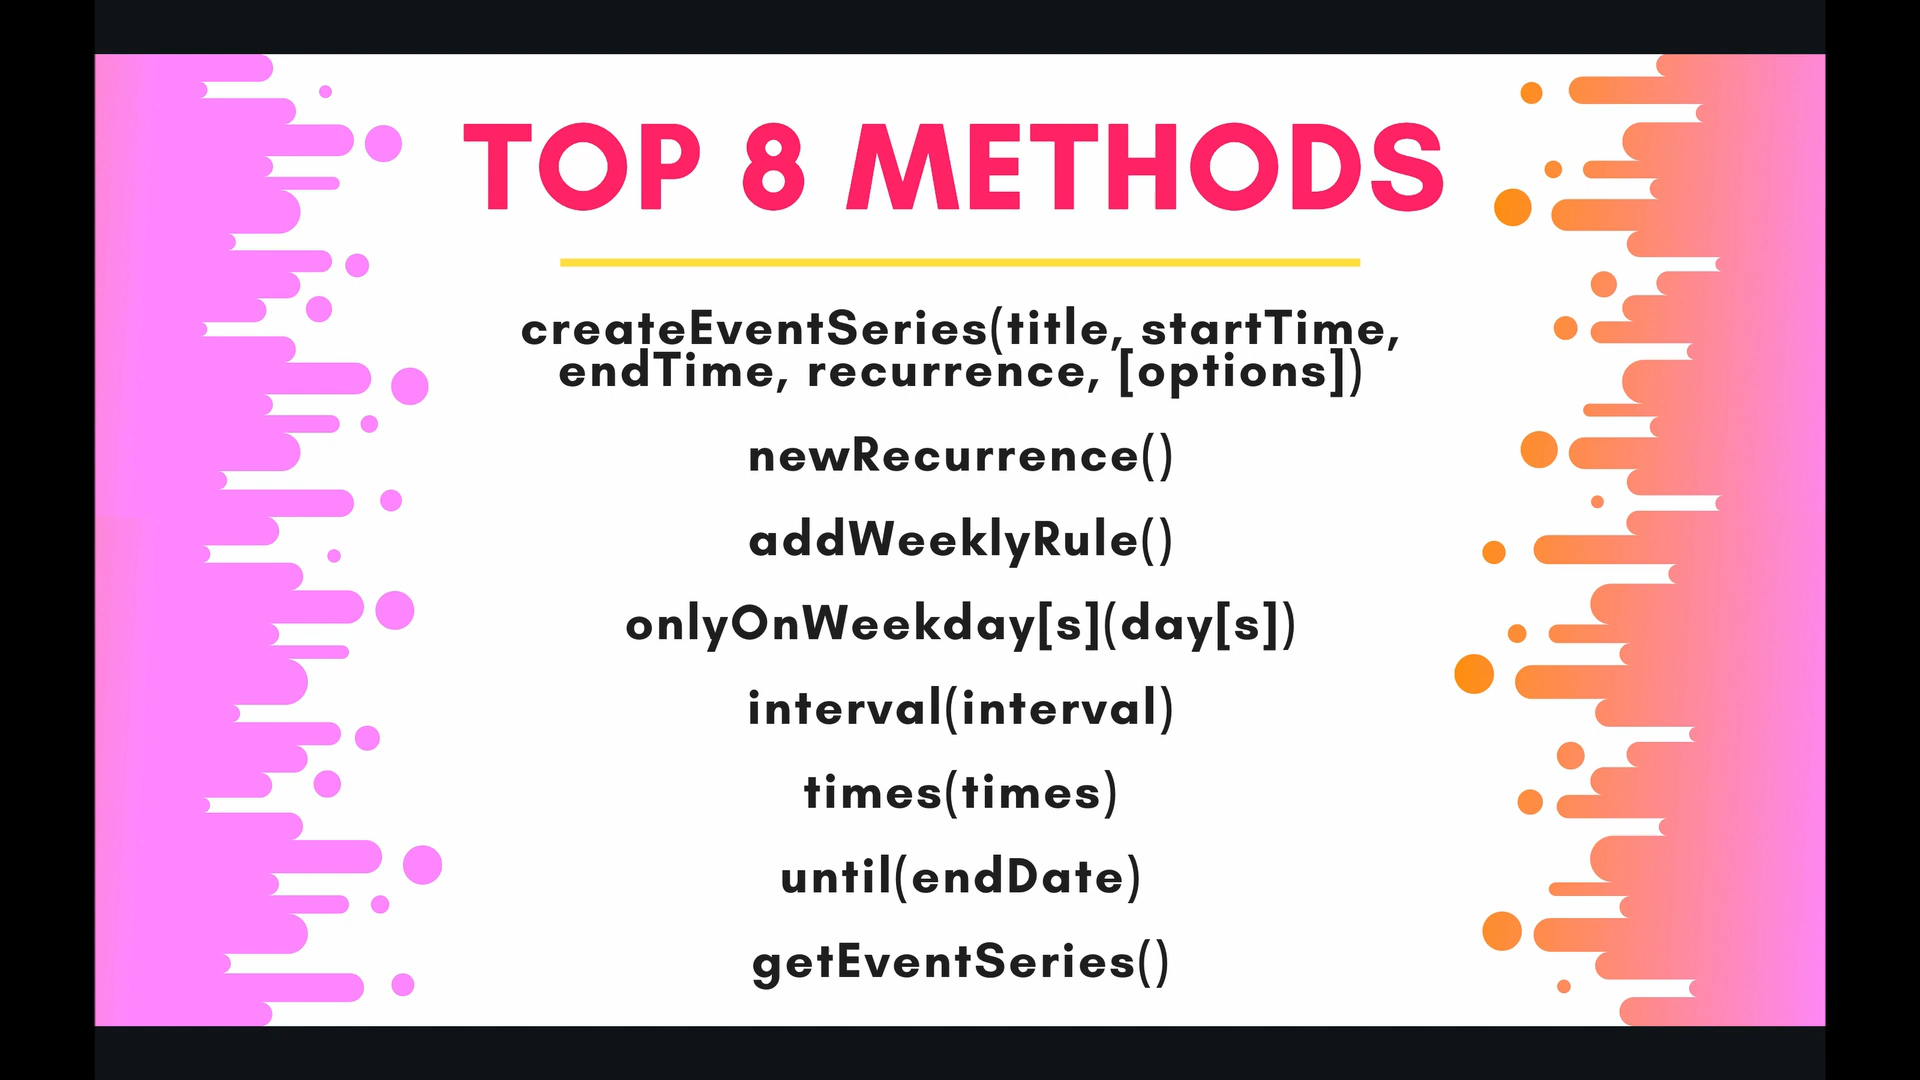 TOP 8 METHODS
createEventSeries(title, startTime,
endTime, recurrence, [options])
newRecurrence()
addWeeklyRule()
onlyOnWeekday[s](day[s])
interval(interval)
times(times)
until(endDate)
getEventSeries()